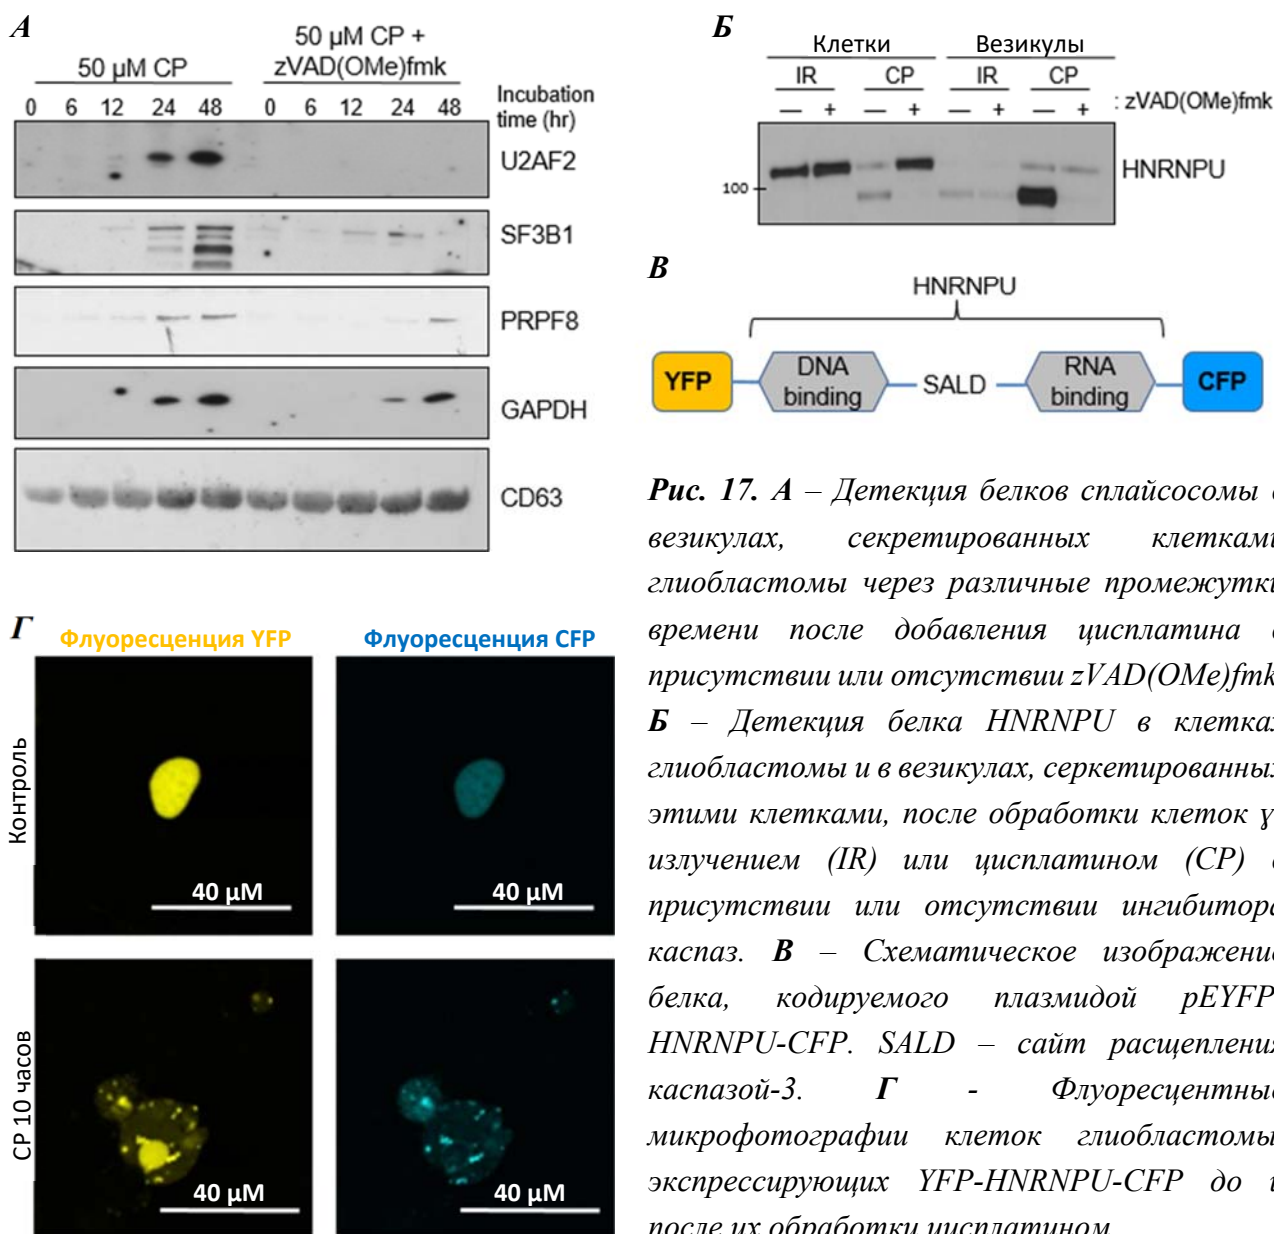 А
50 µM CP
50 µM CP +
zVAD(OMe)fmk
0 6 12 24 48 0 6 12 24 48
Incubation
time (hr)
U2AF2
SF3B1
PRPF8
GAPDH
CD63
Б
Клетки Везикулы
IR CP IR CP
— + — + — + — + : zVAD(OMe)fmk
100
HNRNPU
В
HNRNPU
YFP
DNA
binding
SALD
RNA
binding
CFP
Рис. 17. А – Детекция белков сплайсосомы
везикулах, секретированных клетками
глиобластомы через различные промежутки
времени после добавления цисплатина
присутствии или отсутствии zVAD(OMe)fmk
Б – Детекция белка HNRNPU в клетках
глиобластомы и в везикулах, серкетированных
этими клетками, после обработки клеток γ
излучением (IR) или цисплатином (CP)
присутствии или отсутствии ингибитора
каспаз. В – Схематическое изображение
белка, кодируемого плазмидой pEYFP-
HNRNPU-CFP. SALD – сайт расщепления
каспазой-3. Г - Флуоресцентные
микрофотографии клеток глиобластомы,
экспрессирующих YFP-HNRNPU-CFP до и
после их обработки цисплатином
Г
Флуоресценция YFP Флуоресценция CFP
Контроль
40 µM 40 µM
СР 10 часов
40 µM 40 µM